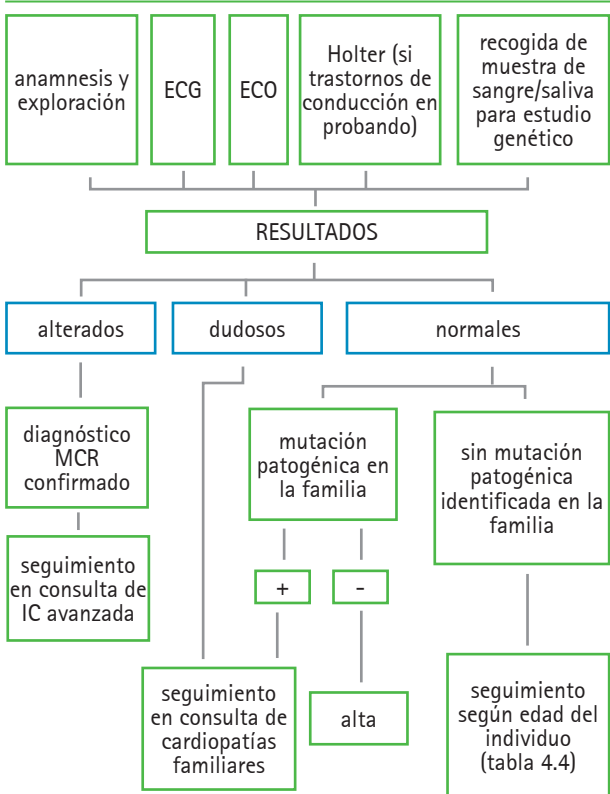 anamnesis y
exploración
ECG
ECO
Holter (si
trastornos de
conducción en
probando)
recogida de
muestra de
sangre/saliva
para estudio
genético
RESULTADOS
alterados
dudosos
normales
diagnóstico
MCR
confirmado
mutación
patogénica en
la familia
sin mutación
patogénica
identificada en la
familia
seguimiento
en consulta de
IC avanzada
+
-
seguimiento
en consulta de
cardiopatías
familiares
alta
seguimiento
según edad del
individuo
(tabla 4.4)